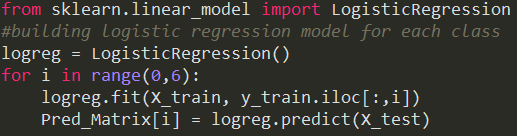 from sklearn.linear_model import LogisticRegression
#building logistic regression model for each class
logreg = LogisticRegression()
for i in range(0,6):
    logreg.fit(X_train, y_train.iloc[:,i])
    Pred_Matrix[i] = logreg.predict(X_test)